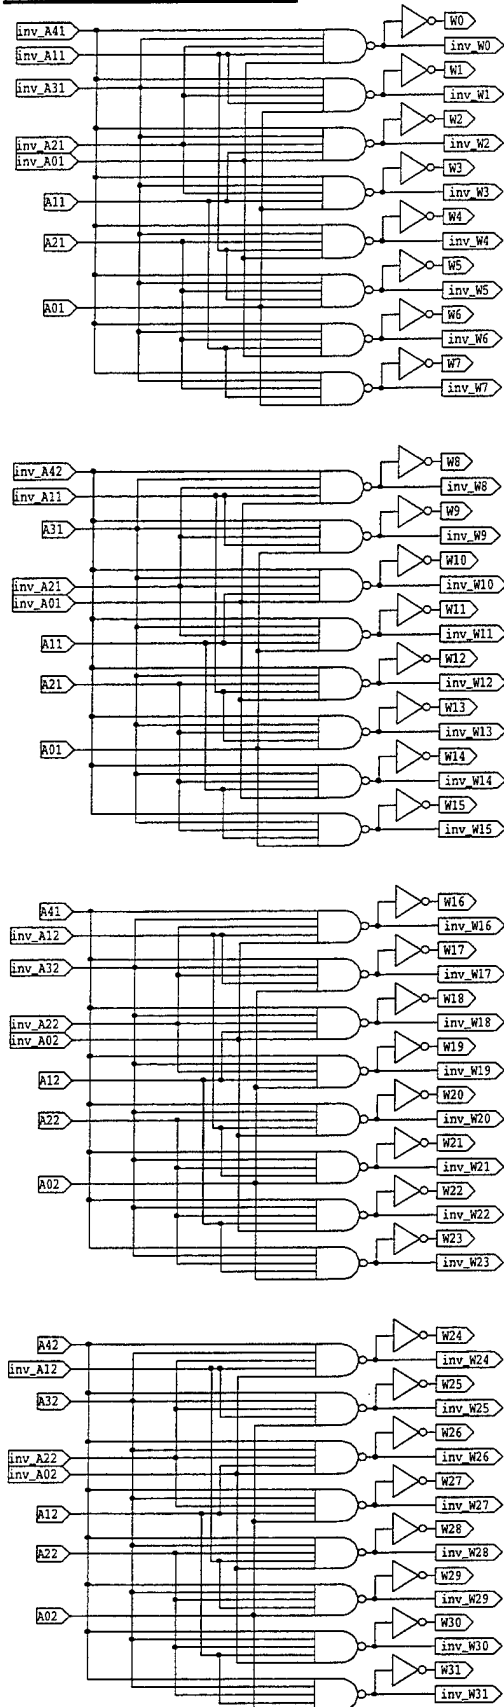 W0
inv_A41
inv_W0
inv_A11
W1
inv_A31
inv_W1
W2
inv_A21
inv_W2
inv_A01
W3
inv_W3
A11
W4
A21
inv_W4
W5
inv_W5
A01
W6
inv_W6
W7
inv_W7
W8
inv_A42
inv_W8
inv_A11
W9
A31
inv_W9
W10
inv_A21
inv_W10
inv_A01
W11
inv_W11
A11
W12
A21
inv_W12
W13
inv_W13
A01
W14
inv_W14
W15
inv_W15
W16
A41
inv_W16
inv_A12
W17
inv_A32
inv_W17
W18
inv_A22
inv_W18
inv_A02
W19
inv_W19
A12
W20
A22
inv_W20
W21
inv_W21
A02
W22
inv_W22
W23
inv_W23
W24
A42
inv_W24
inv_A12
W25
A32
inv_W25
W26
inv_A22
inv_W26
inv_A02
W27
inv_W27
A12
W28
A22
inv_W28
W29
inv_W29
A02
W30
inv_W30
W31
inv_W31